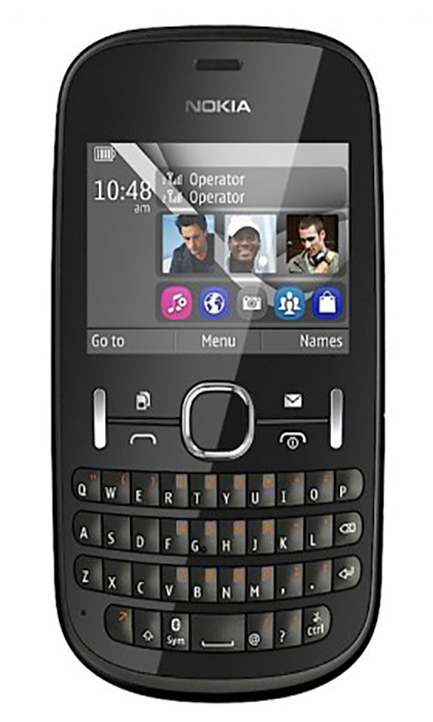 NOKIA
10:48 Operator
am Operator
Go to Menu Names
Q W E R T Y U I O P
A S D F G H J K L
Z X C V B N M , .
Sym @ ? Ctrl